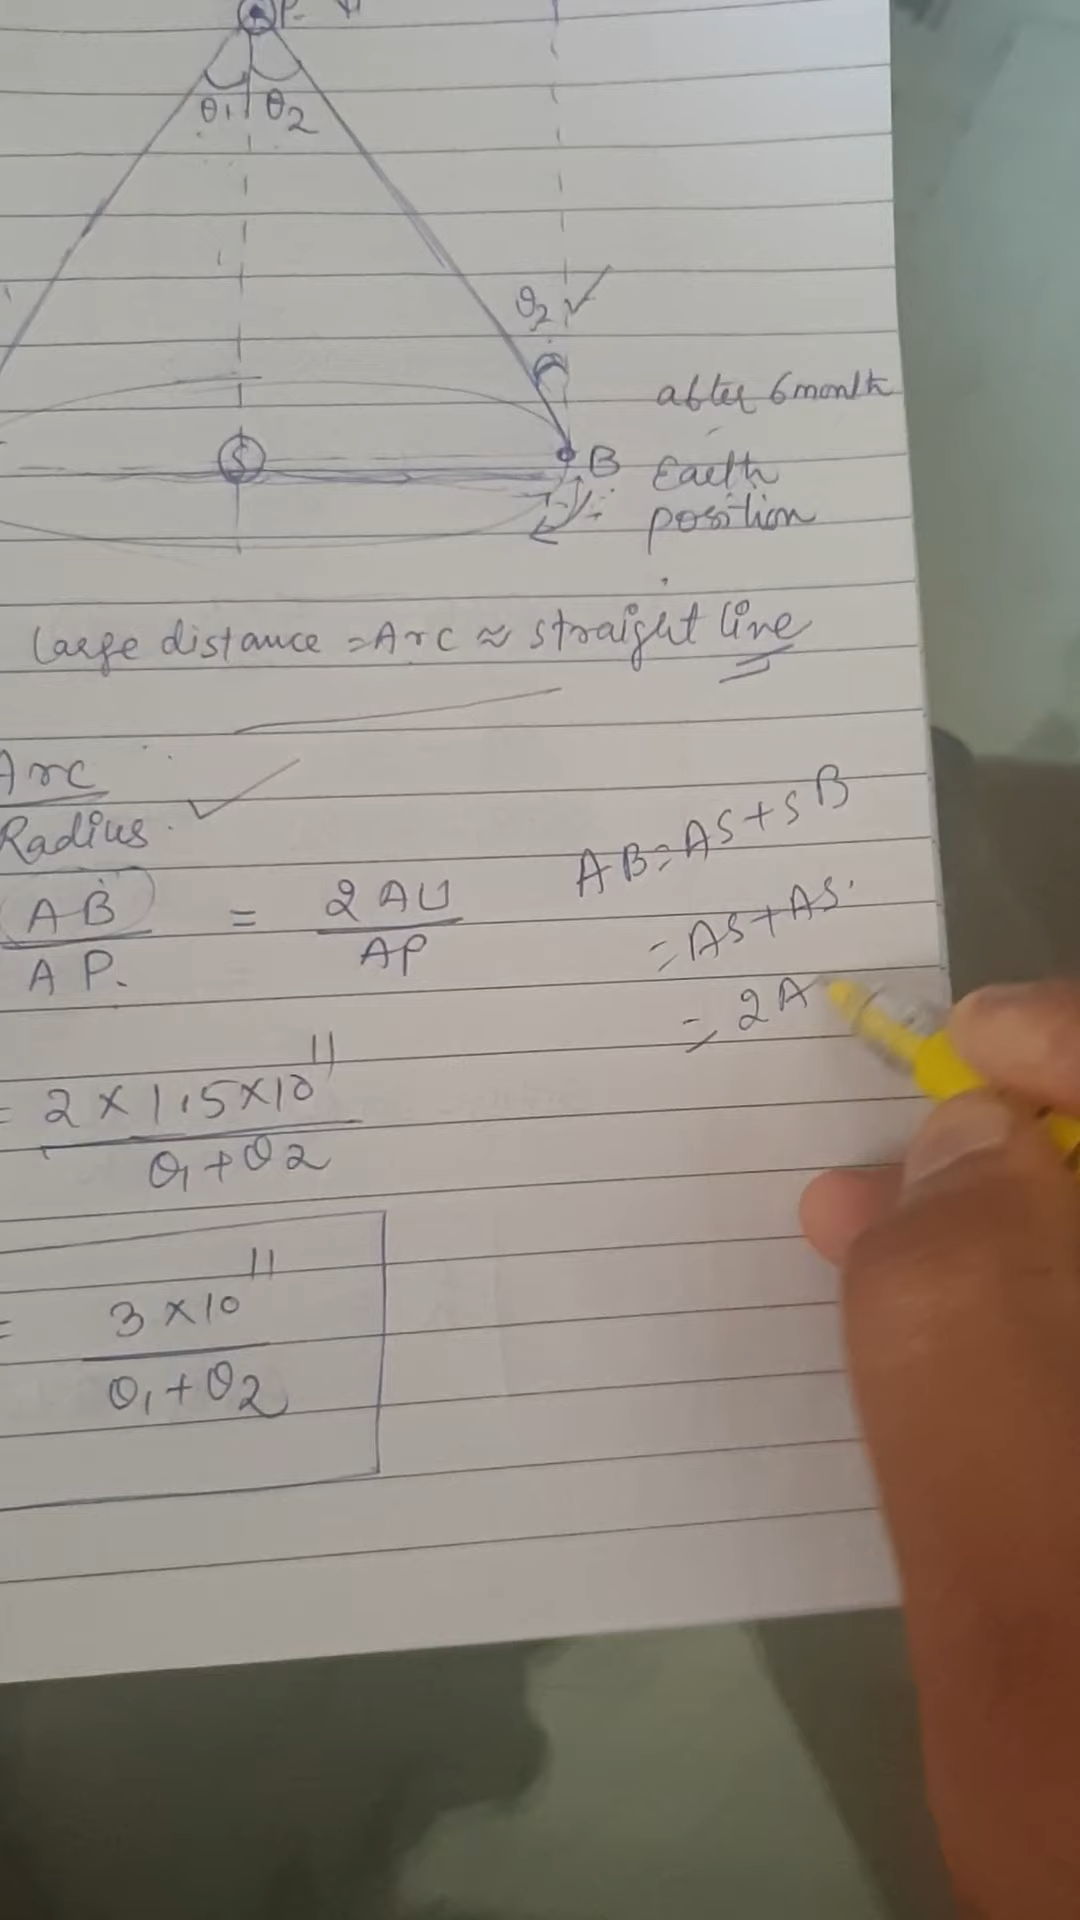 P
θ1 θ2
θ2 ✓
after 6 month
S
B Earth
position
large distance = Arc ≈ straight line
Arc
Radius
AB = AS + SB
AB = 2AU
AP. AP
= AS + AS
= 2A
= 2 × 1.5 × 10^11
θ1 + θ2
= 3 × 10^11
θ1 + θ2